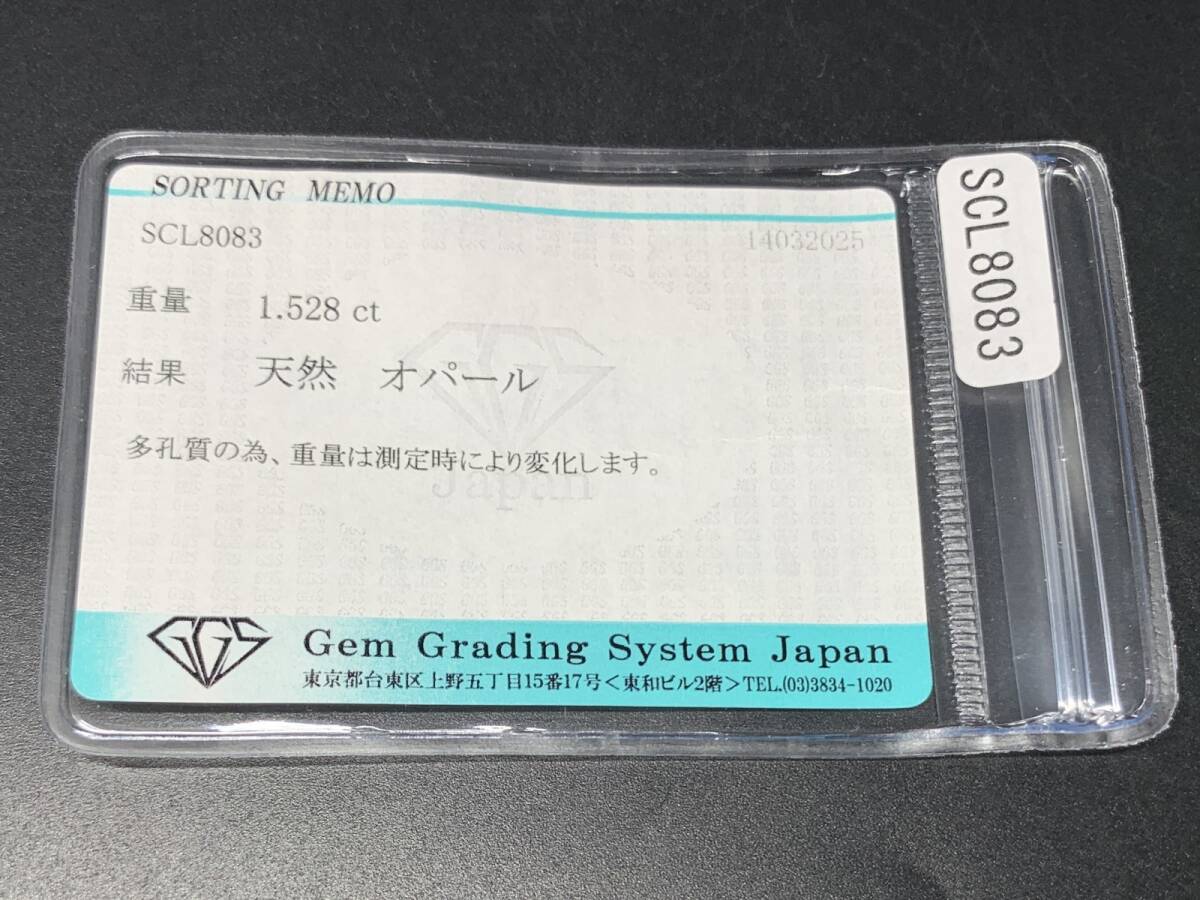 SORTING MEMO
SCL8083 14032025
重量 1.528 ct
結果 天然 オパール
多孔質の為、重量は測定時により変化します。
Japan
GGS Gem Grading System Japan
東京都台東区上野五丁目15番17号＜東和ビル2階＞TEL.(03)3834-1020
SCL8083